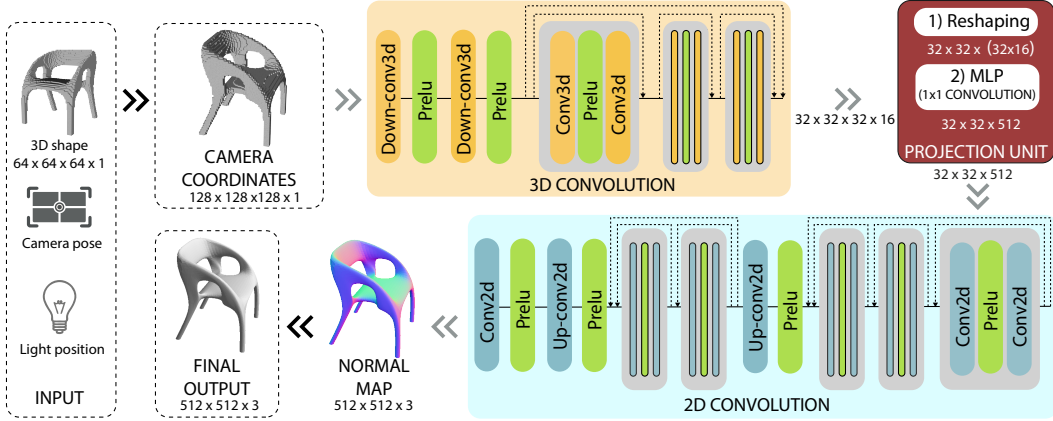 3D shape
64 x 64 x 64 x 1
Camera pose
Light position
INPUT
CAMERA
COORDINATES
128 x 128 x128 x 1
Down-conv3d
Prelu
Down-conv3d
Prelu
Conv3d
Prelu
Conv3d
3D CONVOLUTION
32 x 32 x 32 x 16
1) Reshaping
32 x 32 x (32x16)
2) MLP
(1x1 CONVOLUTION)
32 x 32 x 512
PROJECTION UNIT
32 x 32 x 512
Conv2d
Prelu
Up-conv2d
Prelu
Up-conv2d
Prelu
Conv2d
Prelu
Conv2d
2D CONVOLUTION
NORMAL
MAP
512 x 512 x 3
FINAL
OUTPUT
512 x 512 x 3